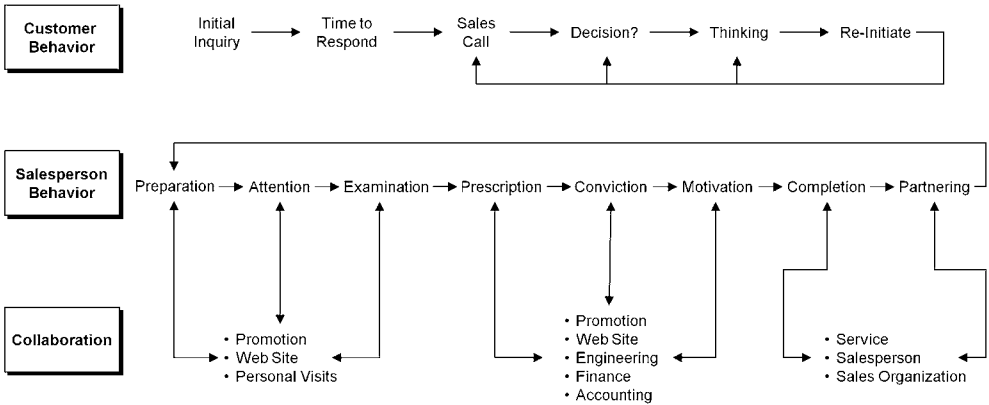 Customer
Behavior
Initial
Inquiry
Time to
Respond
Sales
Call
Decision?
Thinking
Re-Initiate
Salesperson
Behavior
Preparation
Attention
Examination
Prescription
Conviction
Motivation
Completion
Partnering
Collaboration
• Promotion
• Web Site
• Personal Visits
• Promotion
• Web Site
• Engineering
• Finance
• Accounting
• Service
• Salesperson
• Sales Organization